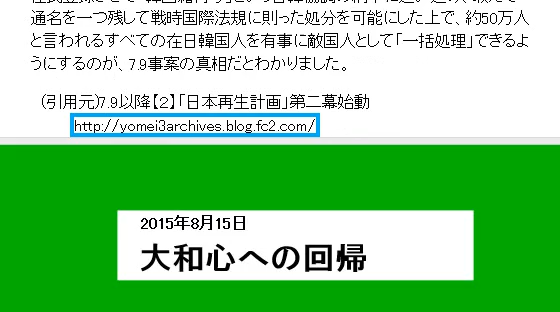 通名を一つ残して戦時国際法規に則った処分を可能にした上で、約50万人
と言われるすべての在日韓国人を有事に敵国人として「一括処理」できるよ
うにするのが、7.9事案の真相だとわかりました。
(引用元)7.9以降【2】「日本再生計画」第二幕始動
http://yomei3archives.blog.fc2.com/
2015年8月15日
大和心への回帰